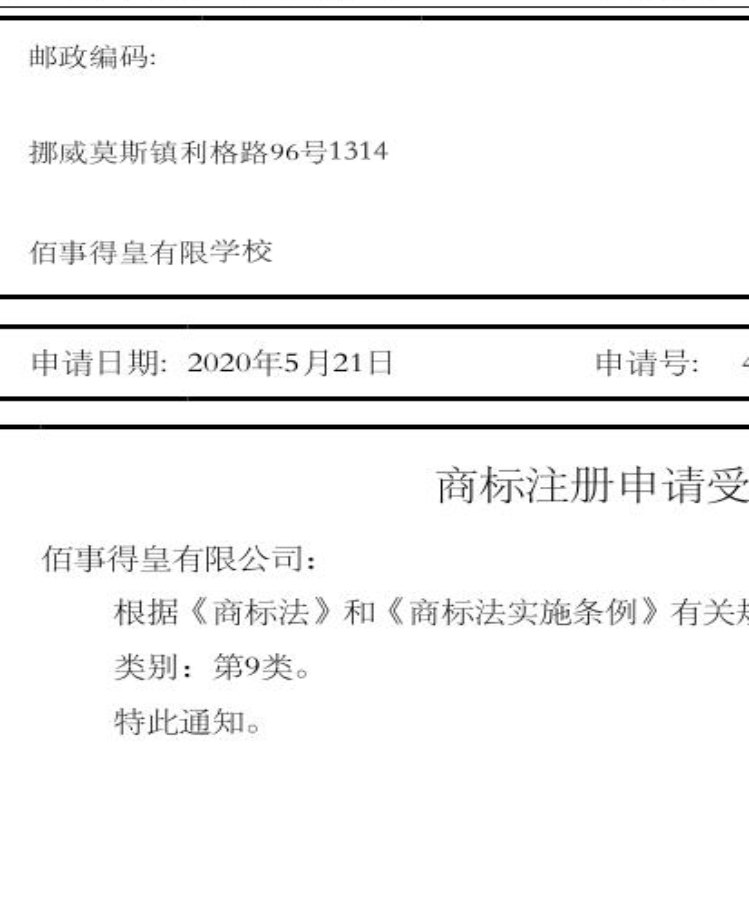 邮政编码:
挪威莫斯镇利格路96号1314
佰事得皇有限学校
申请日期: 2020年5月21日 申请号: 4
商标注册申请受
佰事得皇有限公司：
根据《商标法》和《商标法实施条例》有关规
类别：第9类。
特此通知。